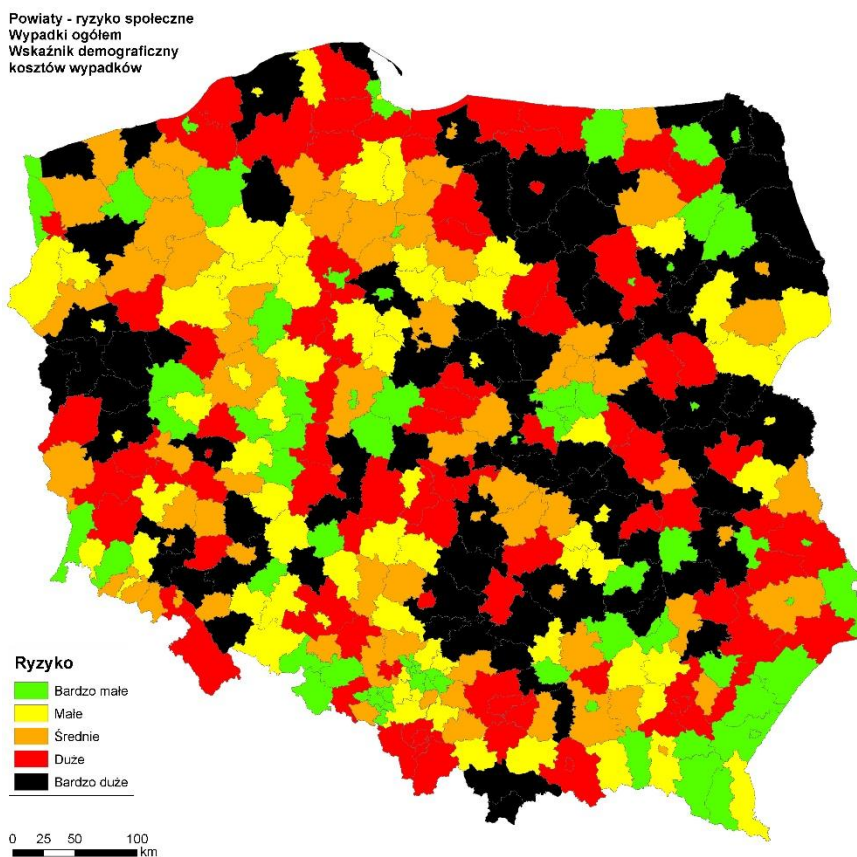 Powiaty - ryzyko społeczne
Wypadki ogółem
Wskaźnik demograficzny
kosztów wypadków
Ryzyko
Bardzo małe
Małe
Średnie
Duże
Bardzo duże
0 25 50 100
km